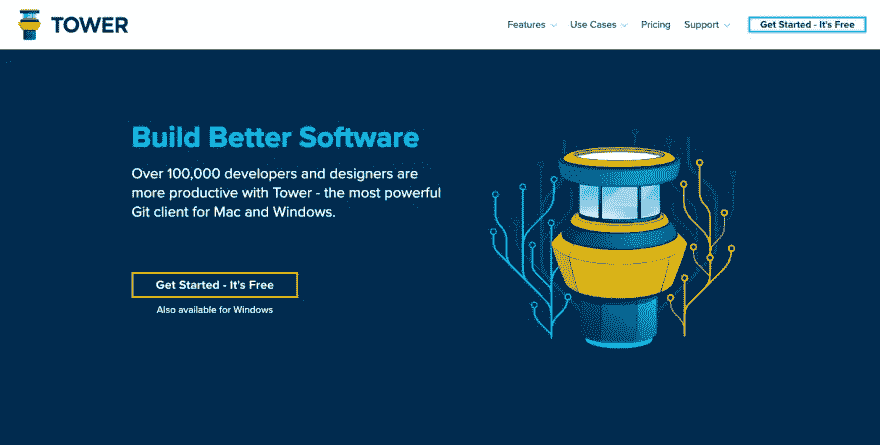 TOWER
Features Use Cases Pricing Support Get Started - It's Free
Build Better Software
Over 100,000 developers and designers are
more productive with Tower - the most powerful
Git client for Mac and Windows.
Get Started - It's Free
Also available for Windows